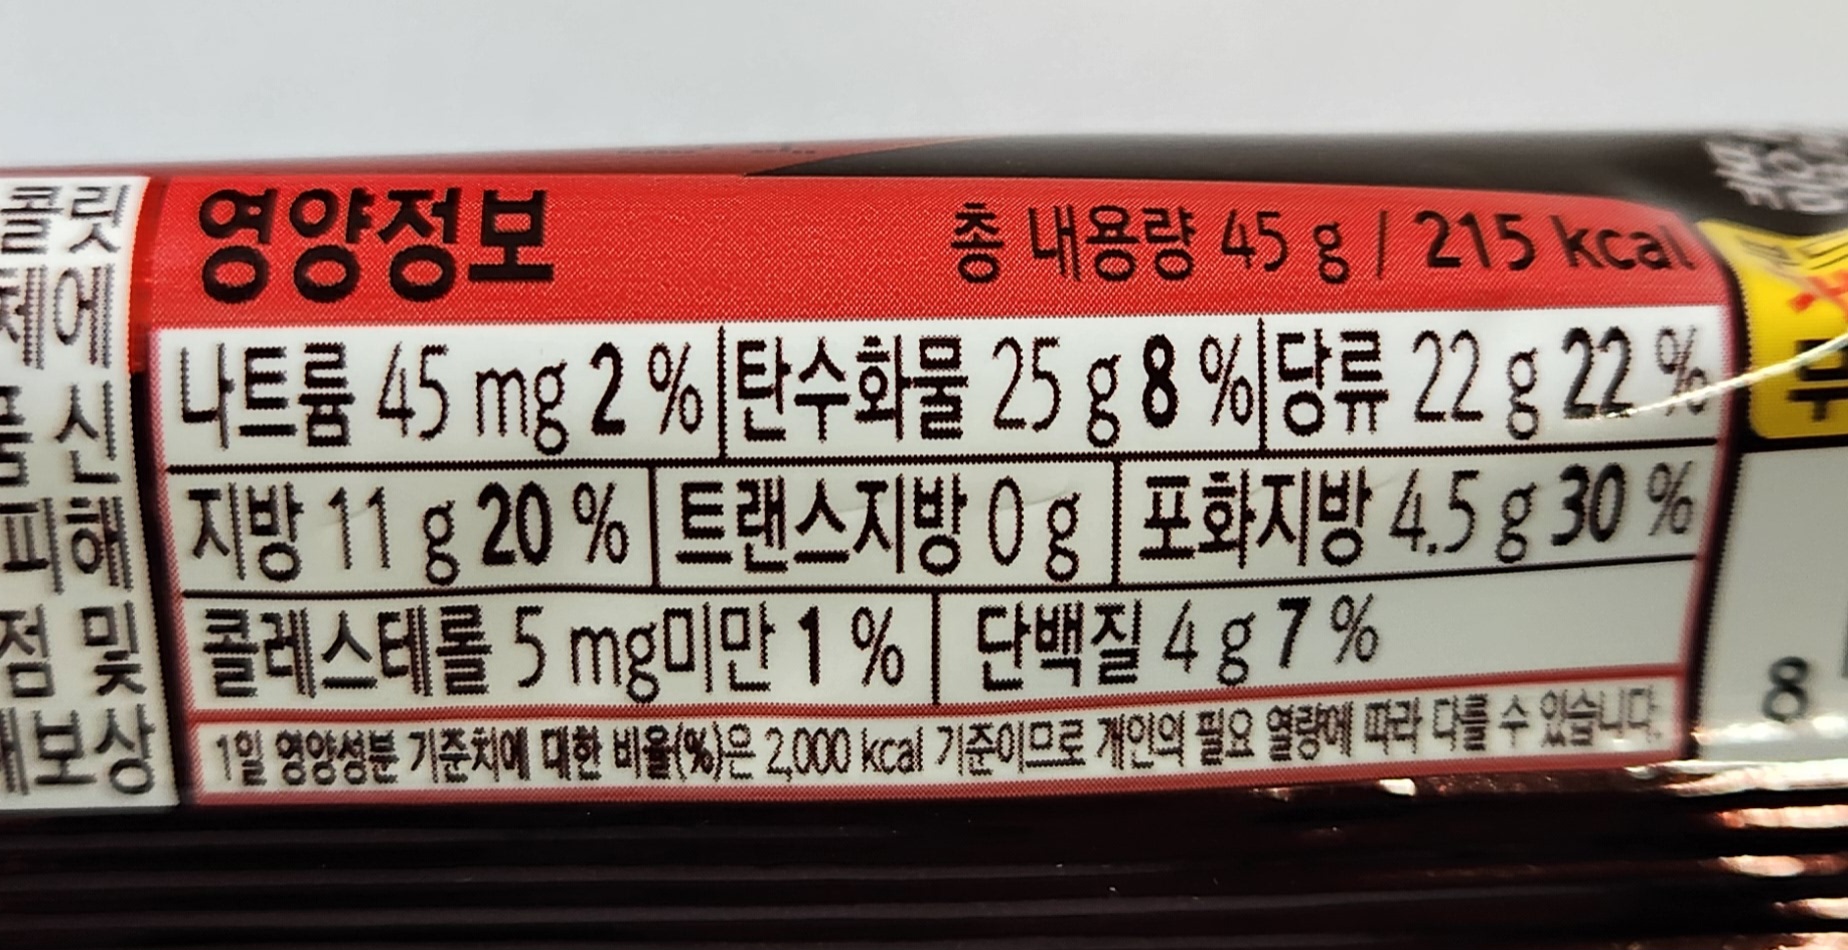 영양정보 총 내용량 45 g / 215 kcal
나트륨 45 mg 2 % 탄수화물 25 g 8 % 당류 22 g 22 %
지방 11 g 20 % 트랜스지방 0 g 포화지방 4.5 g 30 %
콜레스테롤 5 mg미만 1 % 단백질 4 g 7 %
1일 영양성분 기준치에 대한 비율(%)은 2,000 kcal 기준이므로 개인의 필요 열량에 따라 다를 수 있습니다.
콜릿
체에
신
피해
점 및
보상
8